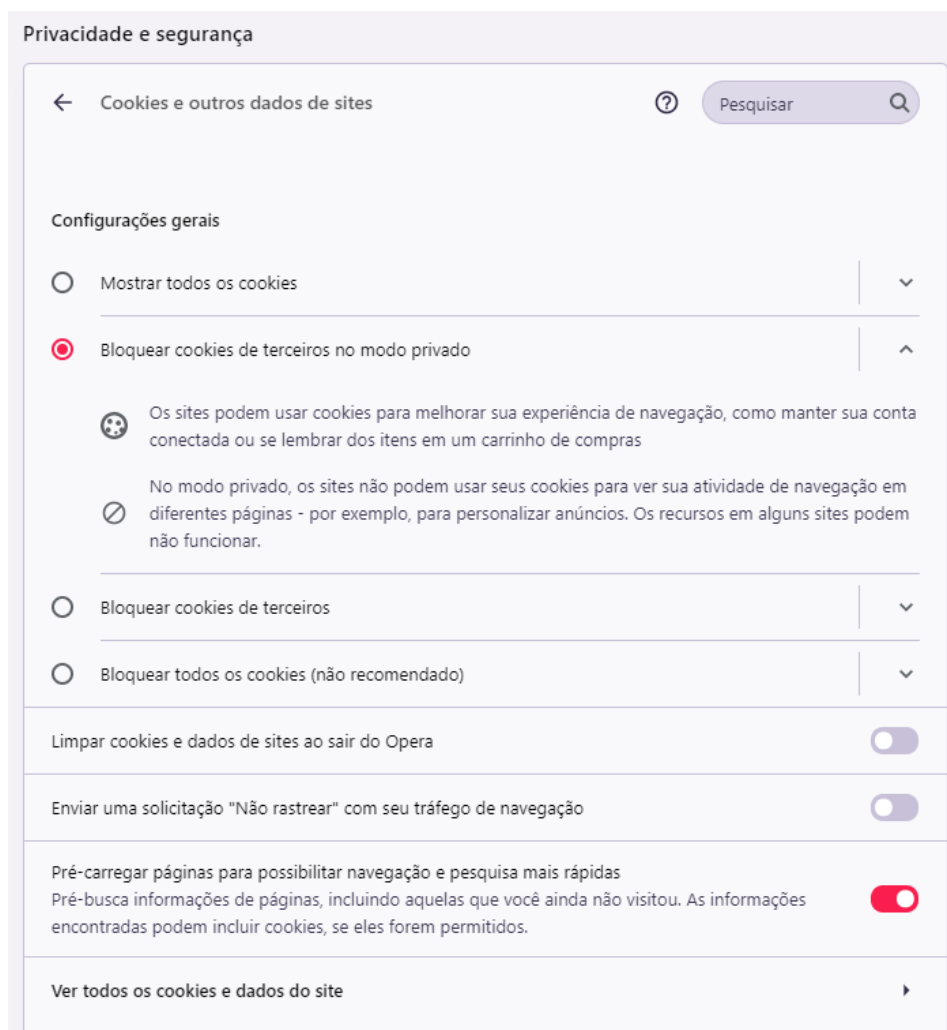 Privacidade e segurança
Cookies e outros dados de sites
Pesquisar
Configurações gerais
Mostrar todos os cookies
Bloquear cookies de terceiros no modo privado
Os sites podem usar cookies para melhorar sua experiência de navegação, como manter sua conta
conectada ou se lembrar dos itens em um carrinho de compras
No modo privado, os sites não podem usar seus cookies para ver sua atividade de navegação em
diferentes páginas - por exemplo, para personalizar anúncios. Os recursos em alguns sites podem
não funcionar.
Bloquear cookies de terceiros
Bloquear todos os cookies (não recomendado)
Limpar cookies e dados de sites ao sair do Opera
Enviar uma solicitação "Não rastrear" com seu tráfego de navegação
Pré-carregar páginas para possibilitar navegação e pesquisa mais rápidas
Pré-busca informações de páginas, incluindo aquelas que você ainda não visitou. As informações
encontradas podem incluir cookies, se eles forem permitidos.
Ver todos os cookies e dados do site